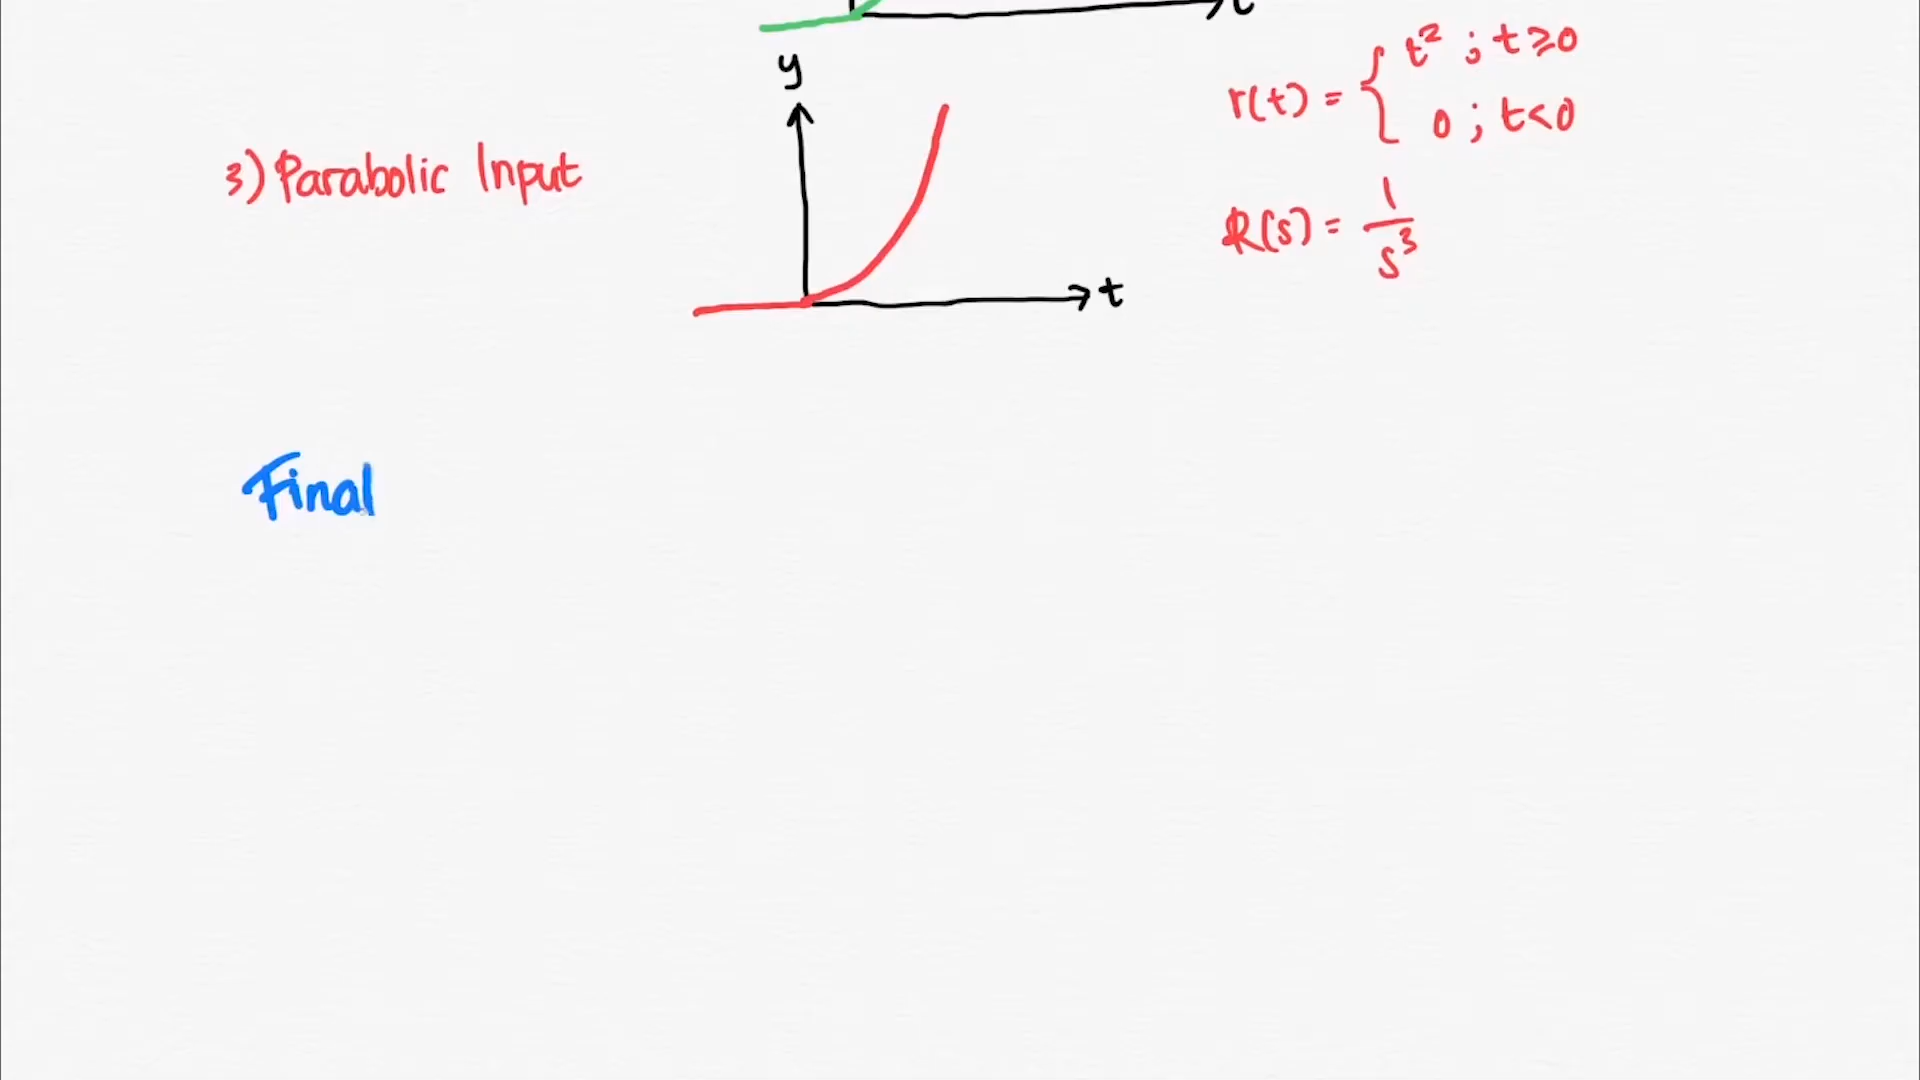 t
y
r(t) = { t² ; t ≥ 0
0 ; t < 0
3) Parabolic Input
R(s) = 1/s³
t
Final